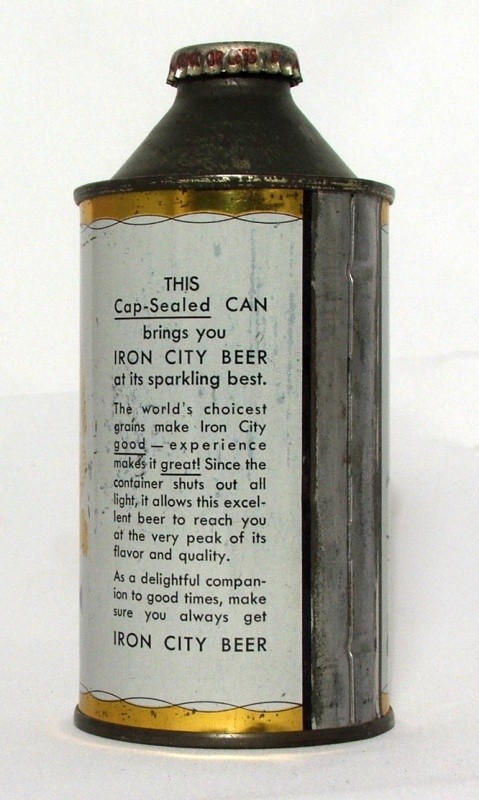 OR LESS
THIS
Cap-Sealed CAN
brings you
IRON CITY BEER
at its sparkling best.
The world's choicest
grains make Iron City
good — experience
makes it great! Since the
container shuts out all
light, it allows this excel-
lent beer to reach you
at the very peak of its
flavor and quality.
As a delightful compan-
ion to good times, make
sure you always get
IRON CITY BEER